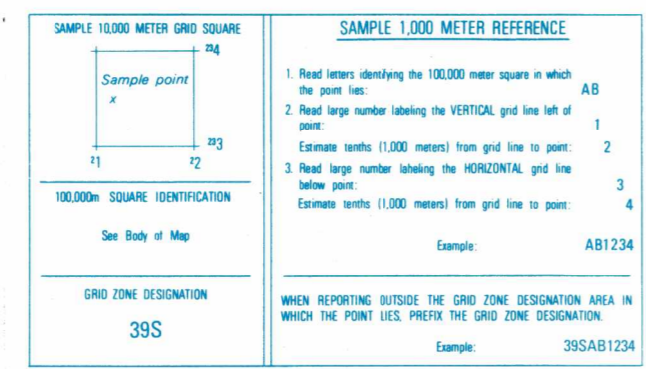 SAMPLE 10,000 METER GRID SQUARE
²³4
Sample point
x
²³3
²1
²2
100,000m SQUARE IDENTIFICATION
See Body of Map
GRID ZONE DESIGNATION
39S
SAMPLE 1,000 METER REFERENCE
1. Read letters identifying the 100,000 meter square in which
the point lies: AB
2. Read large number labeling the VERTICAL grid line left of
point: 1
Estimate tenths (1,000 meters) from grid line to point: 2
3. Read large number labeling the HORIZONTAL grid line
below point: 3
Estimate tenths (1,000 meters) from grid line to point: 4
Example: AB1234
WHEN REPORTING OUTSIDE THE GRID ZONE DESIGNATION AREA IN
WHICH THE POINT LIES, PREFIX THE GRID ZONE DESIGNATION.
Example: 39SAB1234